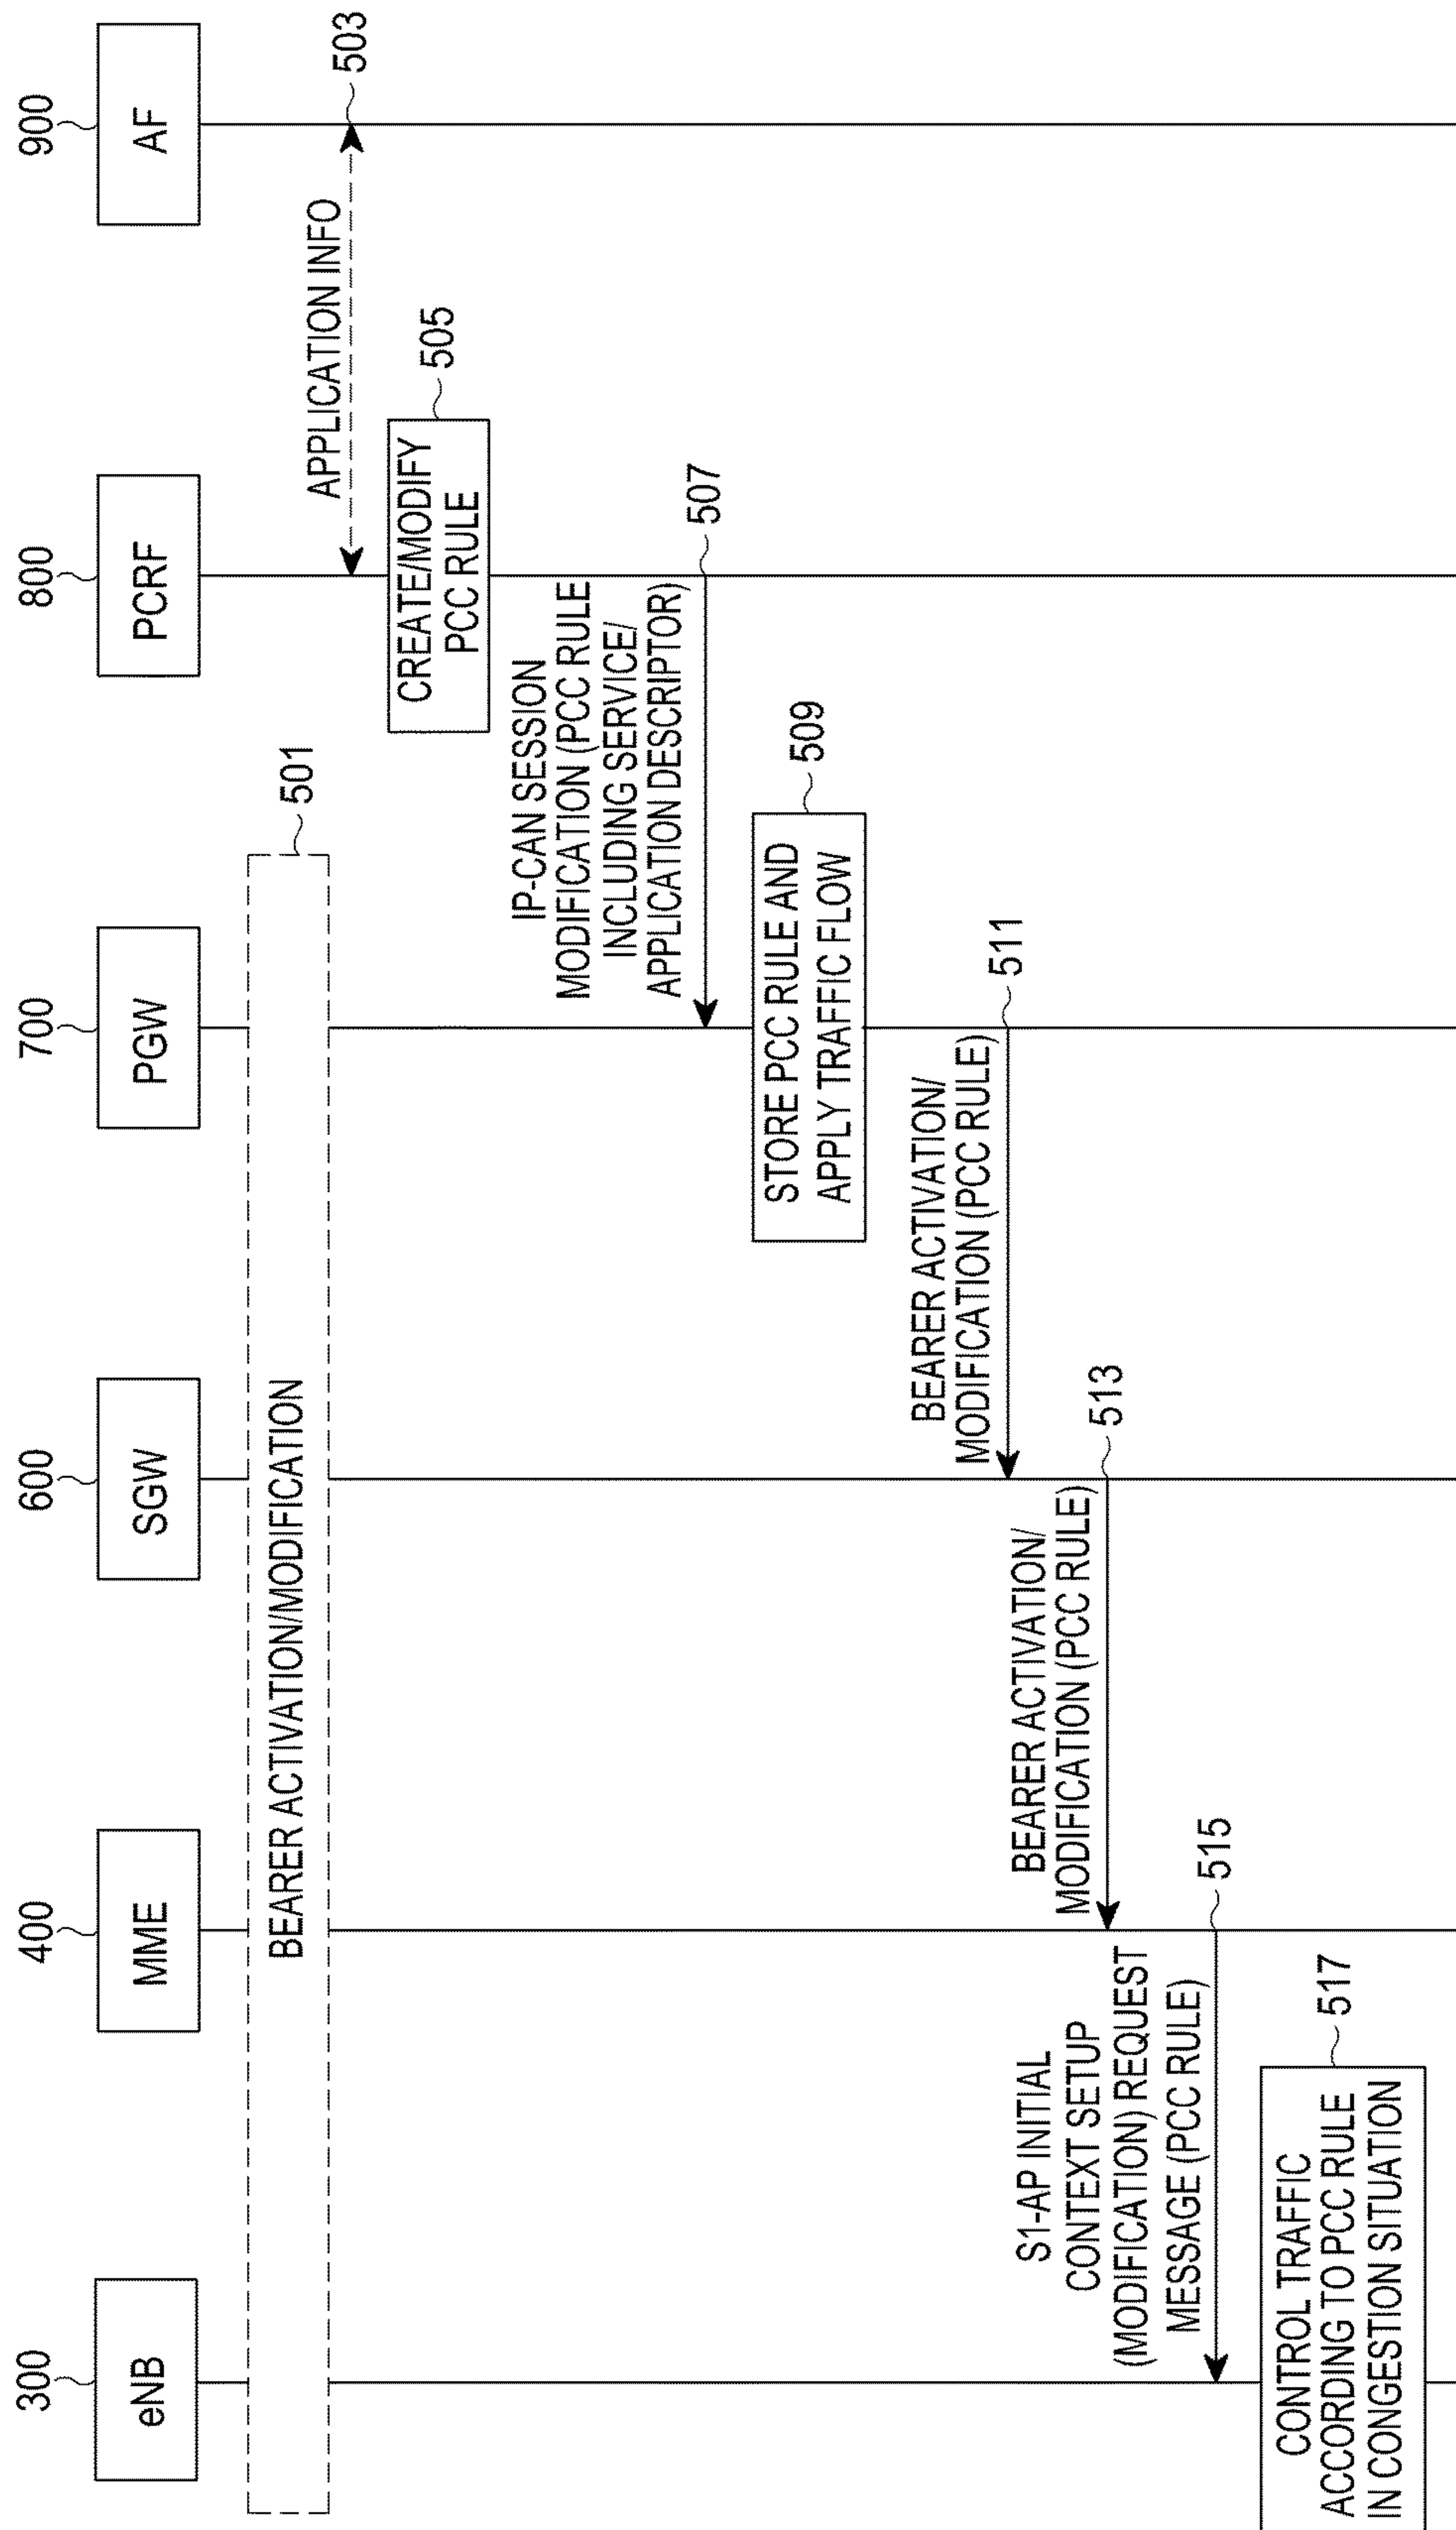 300
400
600
700
800
900
eNB
MME
SGW
PGW
PCRF
AF
BEARER ACTIVATION/MODIFICATION
501
APPLICATION INFO
503
CREATE/MODIFY
PCC RULE
505
IP-CAN SESSION
MODIFICATION (PCC RULE
INCLUDING SERVICE/
APPLICATION DESCRIPTOR)
507
STORE PCC RULE AND
APPLY TRAFFIC FLOW
509
BEARER ACTIVATION/
MODIFICATION (PCC RULE)
511
BEARER ACTIVATION/
MODIFICATION (PCC RULE)
513
S1-AP INITIAL
CONTEXT SETUP
(MODIFICATION) REQUEST
MESSAGE (PCC RULE)
515
CONTROL TRAFFIC
ACCORDING TO PCC RULE
IN CONGESTION SITUATION
517